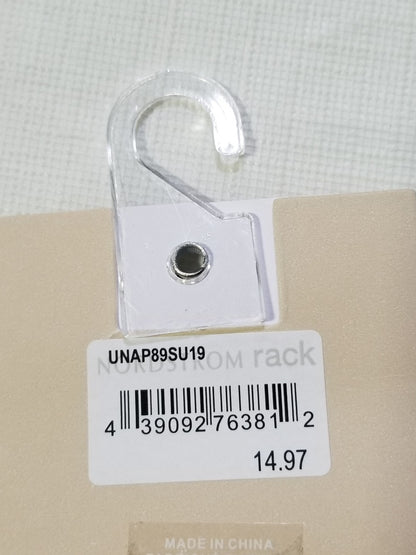 UNAP89SU19
NORDSTROM rack
4 39092 76381 2
14.97
MADE IN CHINA